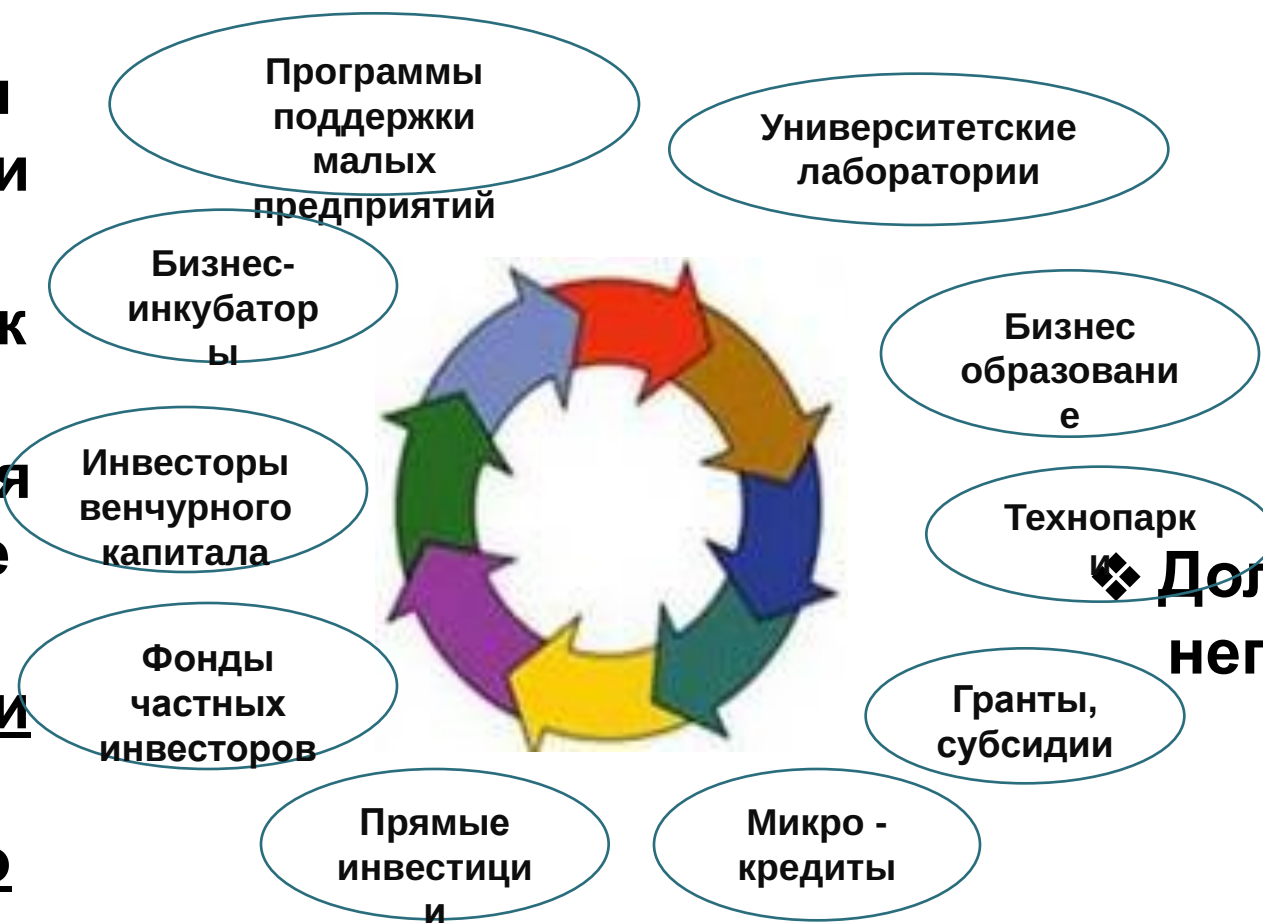 Программы
поддержки
малых
предприятий
Университетские
лаборатории
Бизнес-
инкубатор
ы
Бизнес
образовани
е
Инвесторы
венчурного
капитала
Технопарк
и
Фонды
частных
инвесторов
Гранты,
субсидии
Прямые
инвестици
и
Микро -
кредиты